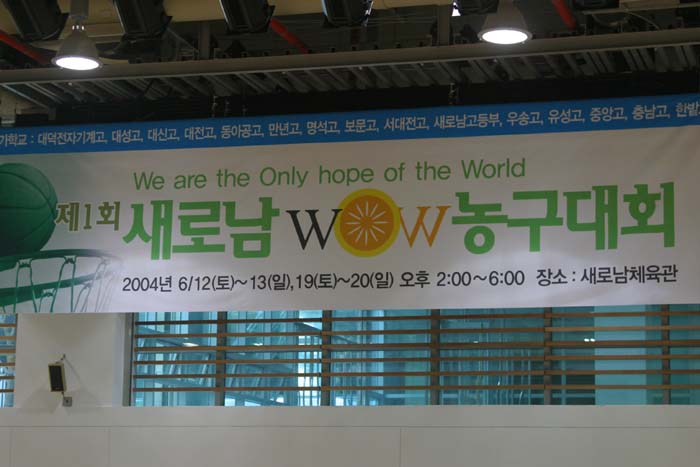 가학교 : 대덕전자기계고, 대성고, 대신고, 대전고, 동아공고, 만년고, 명석고, 보문고, 서대전고, 새로남고등부, 우송고, 유성고, 중앙고, 충남고, 한밭
We are the Only hope of the World
제1회 새로남 WOW 농구대회
2004년 6/12(토)~13(일),19(토)~20(일) 오후 2:00~6:00 장소 : 새로남체육관